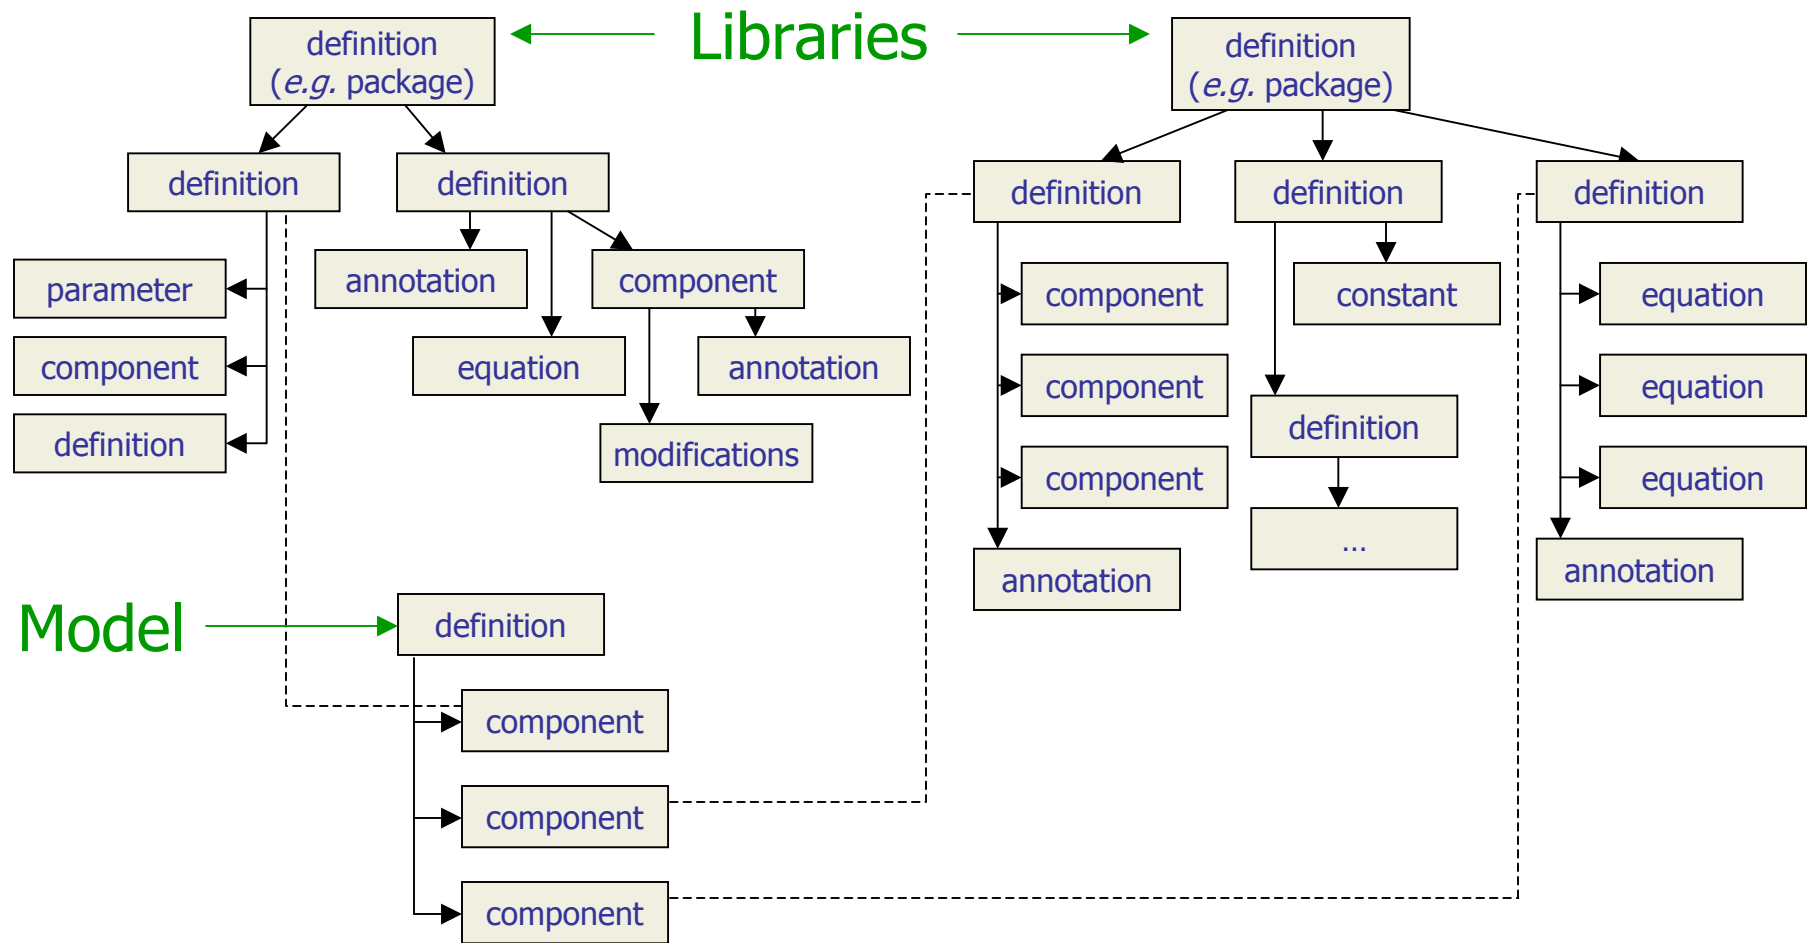 Libraries
definition
(e.g. package)
definition
(e.g. package)
definition
definition
definition
definition
definition
parameter
component
definition
annotation
component
equation
annotation
modifications
component
component
component
annotation
constant
definition
...
equation
equation
equation
annotation
Model
definition
component
component
component